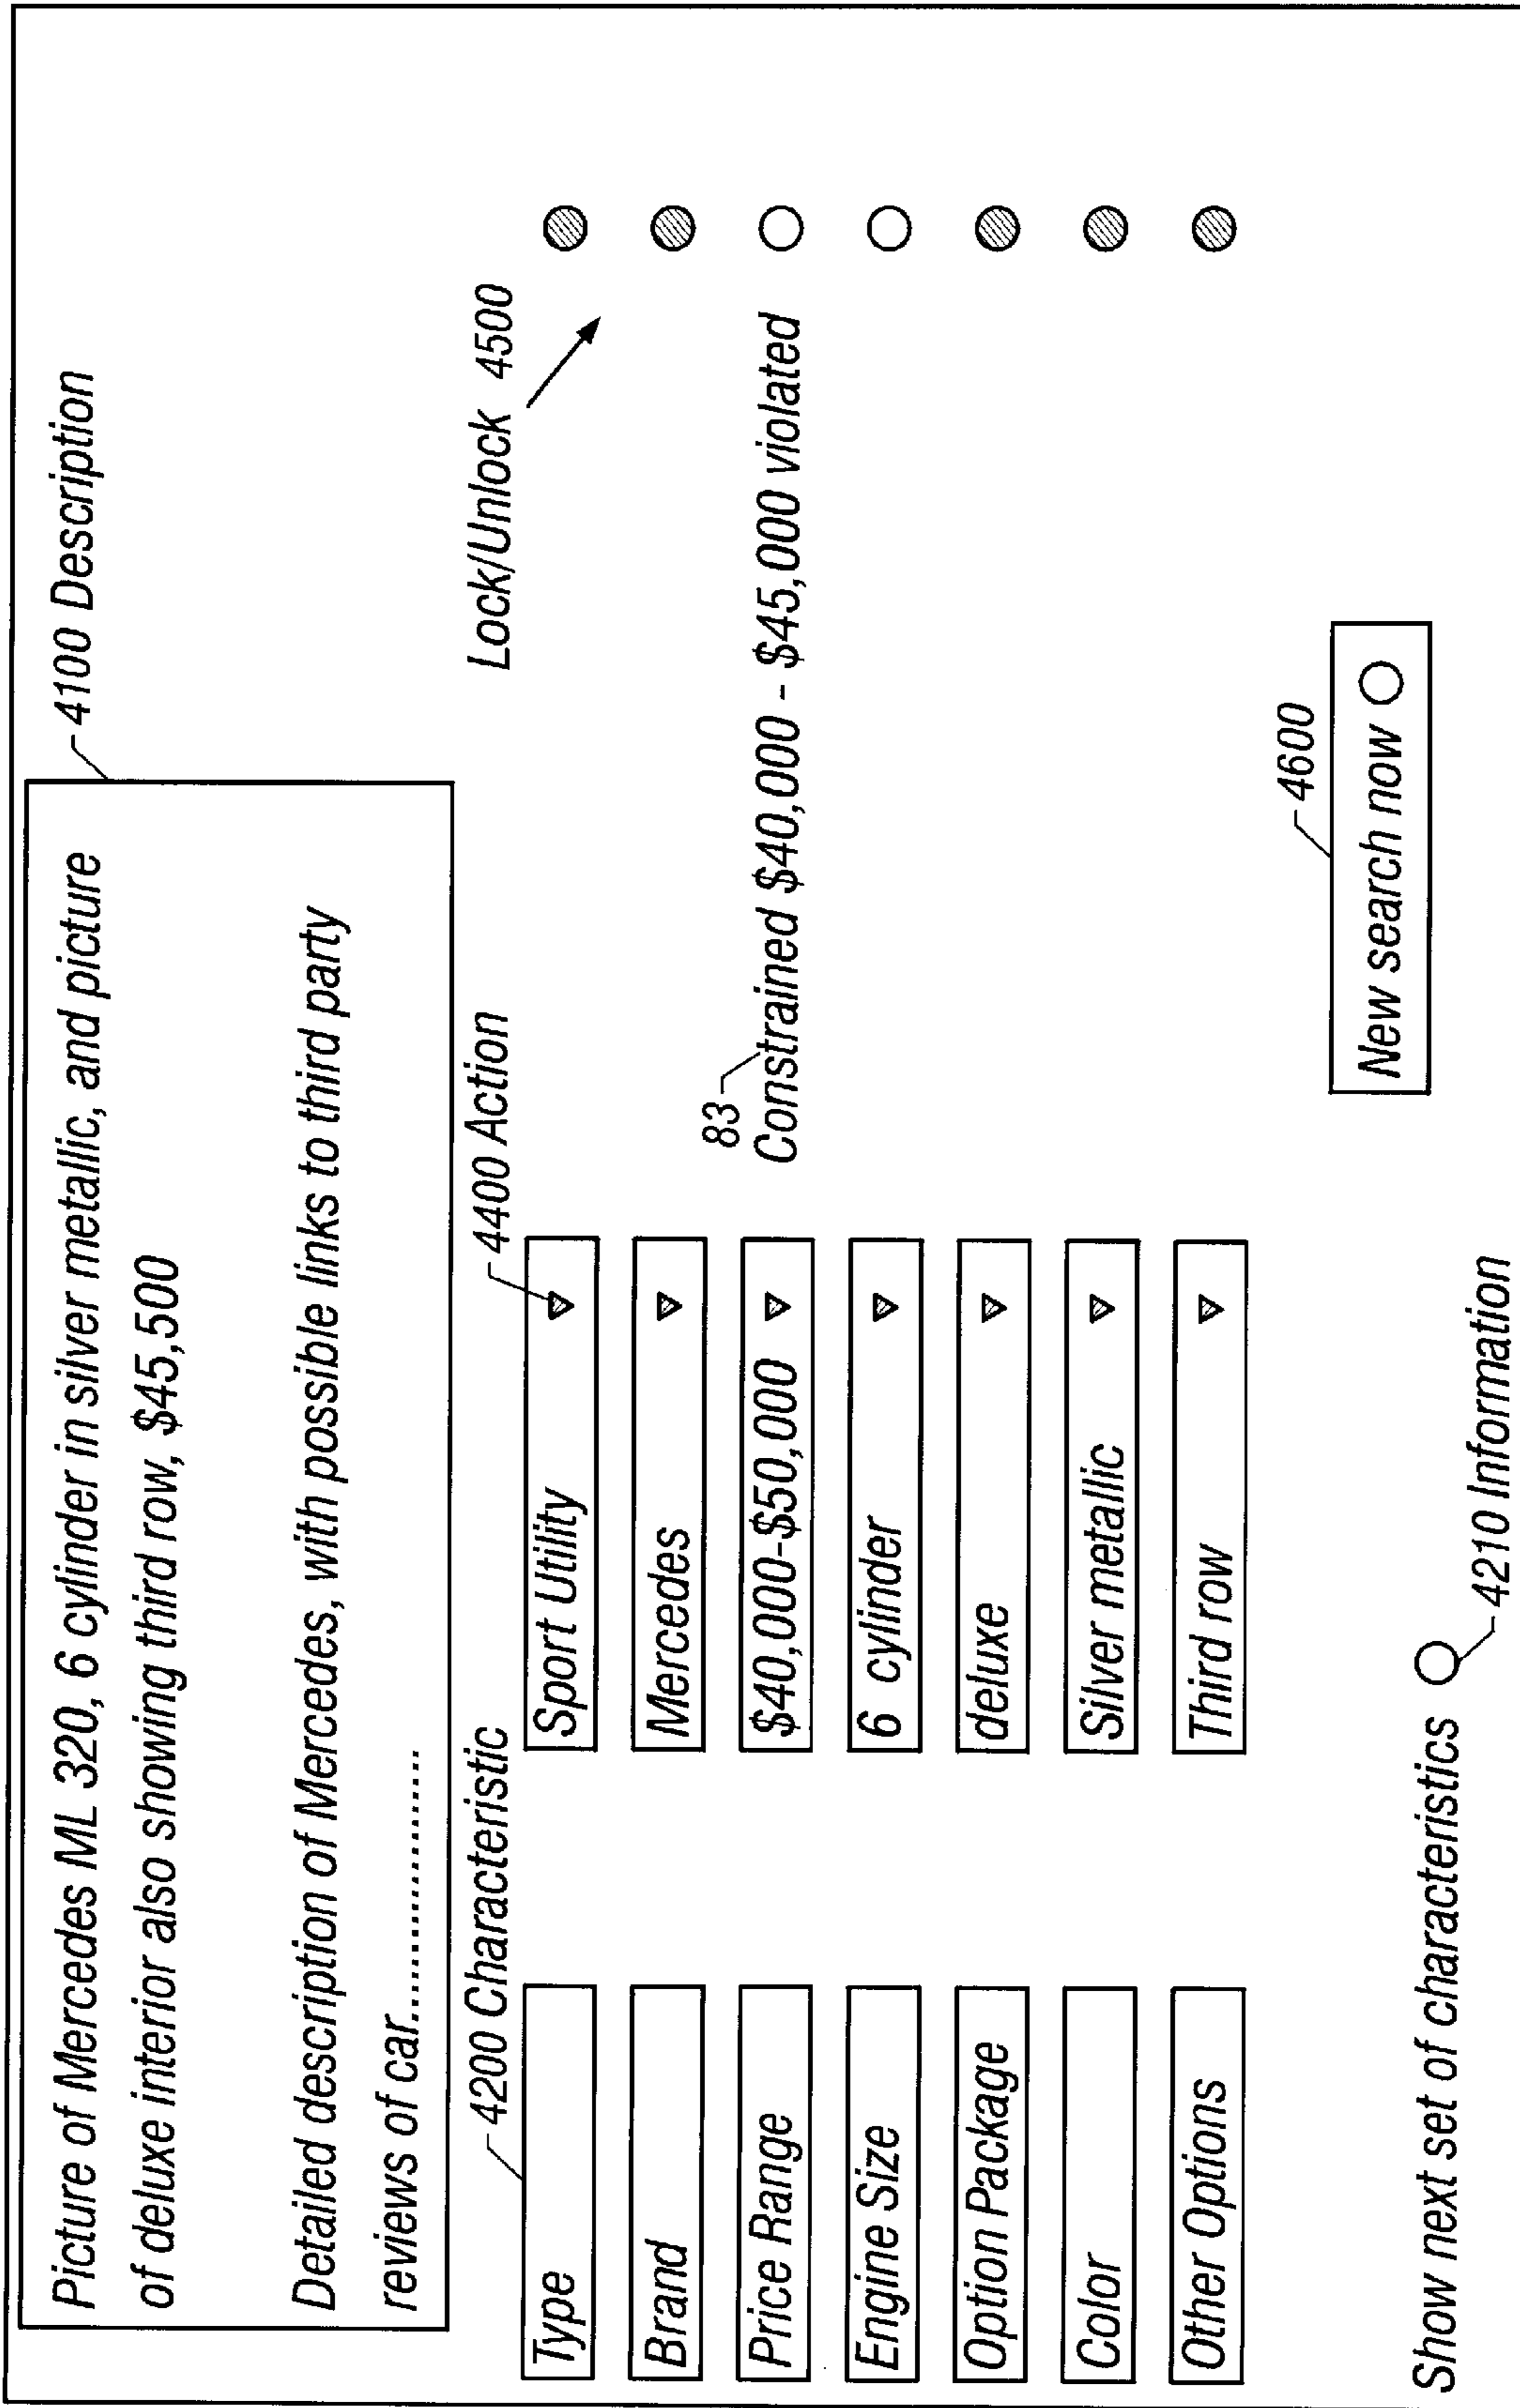 4100 Description
Picture of Mercedes ML 320, 6 cylinder in silver metallic, and picture
of deluxe interior also showing third row, $45,500
Detailed description of Mercedes, with possible links to third party
reviews of car....................
4200 Characteristic
4400 Action
Lock/Unlock 4500
Type
Sport Utility
Brand
Mercedes
83
Price Range
$40,000-$50,000
Constrained $40,000 - $45,000 violated
Engine Size
6 cylinder
Option Package
deluxe
Color
Silver metallic
Other Options
Third row
4600
New search now
Show next set of characteristics
4210 Information